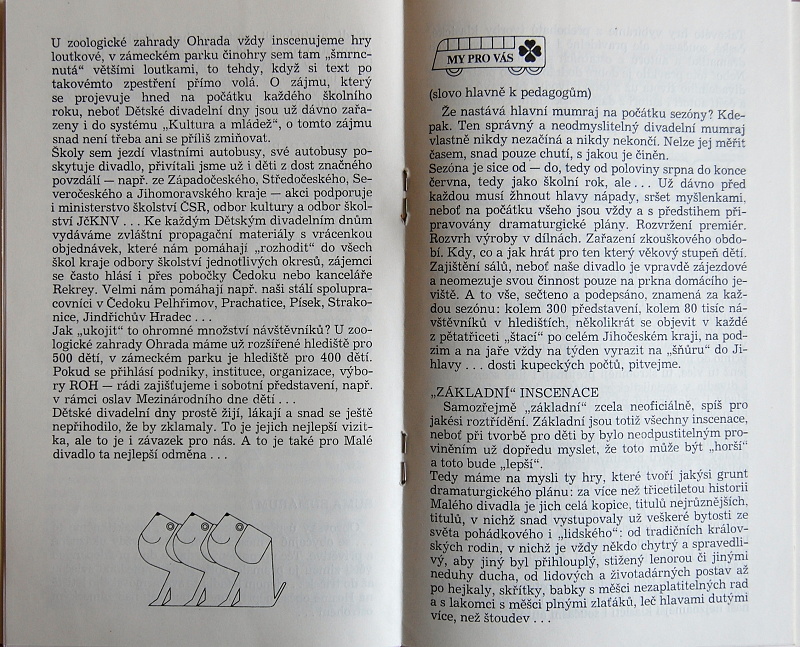 U zoologické zahrady Ohrada vždy inscenujeme hry
loutkové, v zámeckém parku činohry sem tam „šmrnc-
nutá“ většími loutkami, to tehdy, když si text po
takovémto zpestření přímo volá. O zájmu, který
se projevuje hned na počátku každého školního
roku, neboť Dětské divadelní dny jsou už dávno zařa-
zeny i do systému „Kultura a mládež“, o tomto zájmu
snad není třeba ani se příliš zmiňovat.
Školy sem jezdí vlastními autobusy, své autobusy po-
skytuje divadlo, přivítali jsme už i děti z dost značného
povzdálí – např. ze Západočeského, Středočeského, Se-
veročeského a Jihomoravského kraje – akci podporuje
i ministerstvo školství ČSR, odbor kultury a odbor škol-
ství JčKNV . . . Ke každým Dětským divadelním dnům
vydáváme zvláštní propagační materiály s vrácenkou
objednávek, které nám pomáhají „rozhodit“ do všech
škol kraje odbory školství jednotlivých okresů, zájemci
se často hlásí i přes pobočky Čedoku nebo kanceláře
Rekrey. Velmi nám pomáhají např. naši stálí spolupra-
covníci v Čedoku Pelhřimov, Prachatice, Písek, Strako-
nice, Jindřichův Hradec . . .
Jak „ukojit“ to ohromné množství návštěvníků? U zoo-
logické zahrady Ohrada máme už rozšířené hlediště pro
500 dětí, v zámeckém parku je hlediště pro 400 dětí.
Pokud se přihlásí podniky, instituce, organizace, výbo-
ry ROH – rádi zajišťujeme i sobotní představení, např.
v rámci oslav Mezinárodního dne dětí . . .
Dětské divadelní dny prostě žijí, lákají a snad se ještě
nepřihodilo, že by zklamaly. To je jejich nejlepší vizit-
ka, ale to je i závazek pro nás. A to je také pro Malé
divadlo ta nejlepší odměna . . .
MY PRO VÁS
(slovo hlavně k pedagogům)
Že nastává hlavní mumraj na počátku sezóny? Kde-
pak. Ten správný a neodmyslitelný divadelní mumraj
vlastně nikdy nezačíná a nikdy nekončí. Nelze jej měřit
časem, snad pouze chutí, s jakou je činěn.
Sezóna je sice od – do, tedy od poloviny srpna do konce
června, tedy jako školní rok, ale . . . Už dávno před
každou musí žhnout hlavy nápady, sršet myšlenkami,
neboť na počátku všeho jsou vždy a s předstihem při-
pravovány dramaturgické plány. Rozvržení premiér.
Rozvrh výroby v dílnách. Zařazení zkouškového obdo-
bí. Kdy, co a jak hrát pro ten který věkový stupeň dětí.
Zajištění sálů, neboť naše divadlo je vpravdě zájezdové
a neomezuje svou činnost pouze na prkna domácího je-
viště. A to vše, sečteno a podepsáno, znamená za kaž-
dou sezónu: kolem 300 představení, kolem 80 tisíc ná-
vštěvníků v hledištích, několikrát se objevit v každé
z pětatřiceti „štací“ po celém Jihočeském kraji, na pod-
zim a na jaře vždy na týden vyrazit na „šňůru“ do Ji-
hlavy . . . dosti kupeckých počtů, pitvejme.
„ZÁKLADNÍ“ INSCENACE
Samozřejmě „základní“ zcela neoficiálně, spíš pro
jakési roztřídění. Základní jsou totiž všechny inscenace,
neboť při tvorbě pro děti by bylo neodpustitelným pro-
viněním už dopředu myslet, že toto může být „horší“
a toto bude „lepší“.
Tedy máme na mysli ty hry, které tvoří jakýsi grunt
dramaturgického plánu: za více než třicetiletou historii
Malého divadla je jich celá kopice, titulů nejrůznějších,
titulů, v nichž snad vystupovaly už veškeré bytosti ze
světa pohádkového i „lidského“: od tradičních králov-
ských rodin, v nichž je vždy někdo chytrý a spravedli-
vý, aby jiný byl přihlouplý, stižený lenorou či jinými
neduhy ducha, od lidových a životadárných postav až
po hejkaly, skřítky, babky s měšci nezaplatitelných rad
a s lakomci s měšci plnými zlaťáků, leč hlavami dutými
více, než štoudev . . .